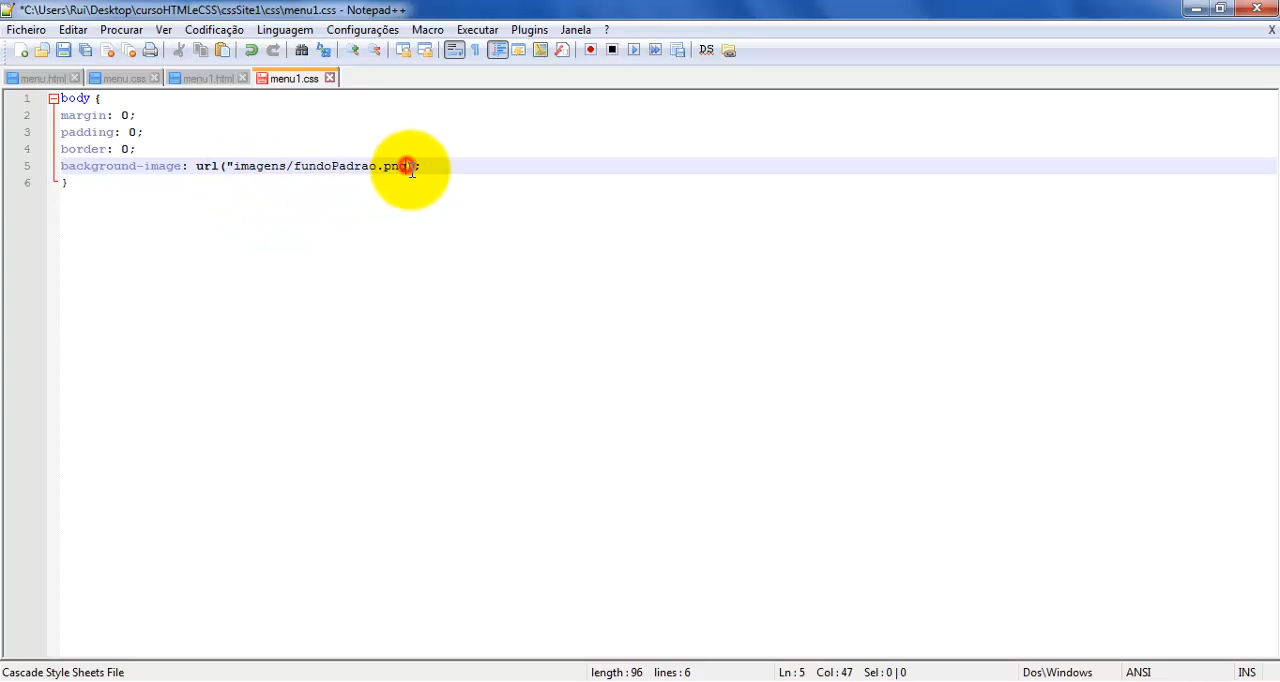 *C:\Users\Rui\Desktop\cursoHTMLeCSS\cssSite1\css\menu1.css - Notepad++
Ficheiro Editar Procurar Ver Codificação Linguagem Configurações Macro Executar Plugins Janela ? X
menu.html menu.css menu1.html menu1.css
1 body {
2 margin: 0;
3 padding: 0;
4 border: 0;
5 background-image: url("imagens/fundoPadrao.png
6 }
Cascade Style Sheets File length : 96 lines : 6 Ln : 5 Col : 47 Sel : 0 | 0 Dos\Windows ANSI INS